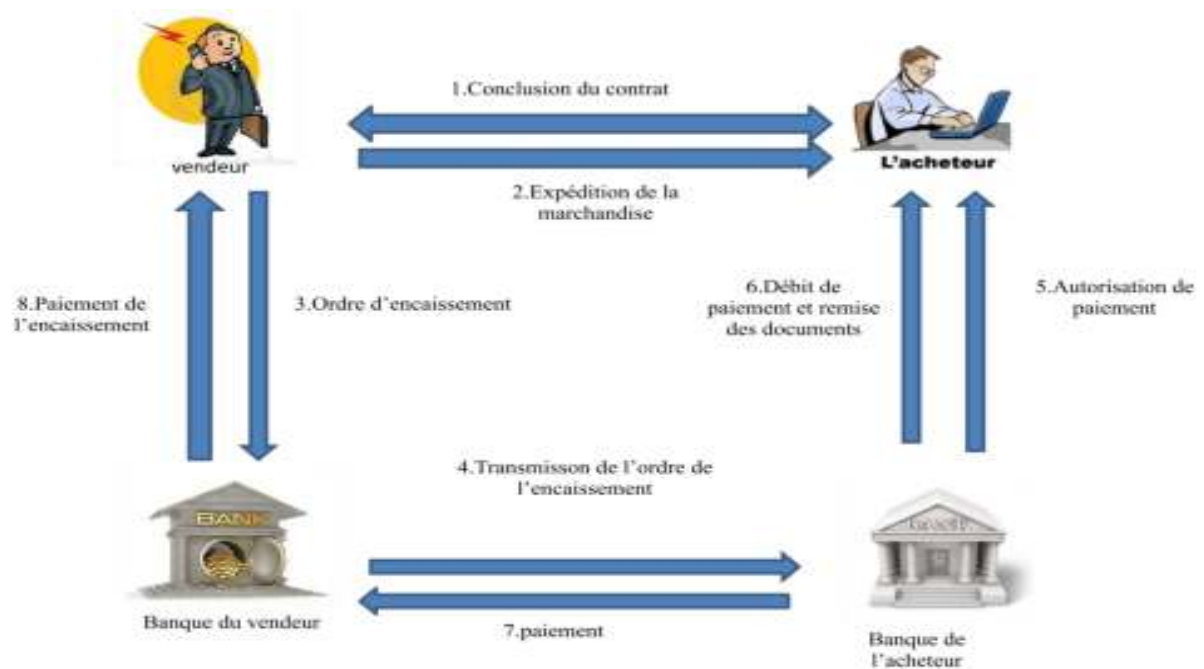 1.Conclusion du contrat
vendeur
L'acheteur
2.Expédition de la
marchandise
8.Paiement de
l'encaissement
3.Ordre d'encaissement
6.Débit de
paiement et remise
des documents
5.Autorisation de
paiement
4.Transmisson de l'ordre de
l'encaissement
BANK
Banque du vendeur
7.paiement
Banque de
l'acheteur